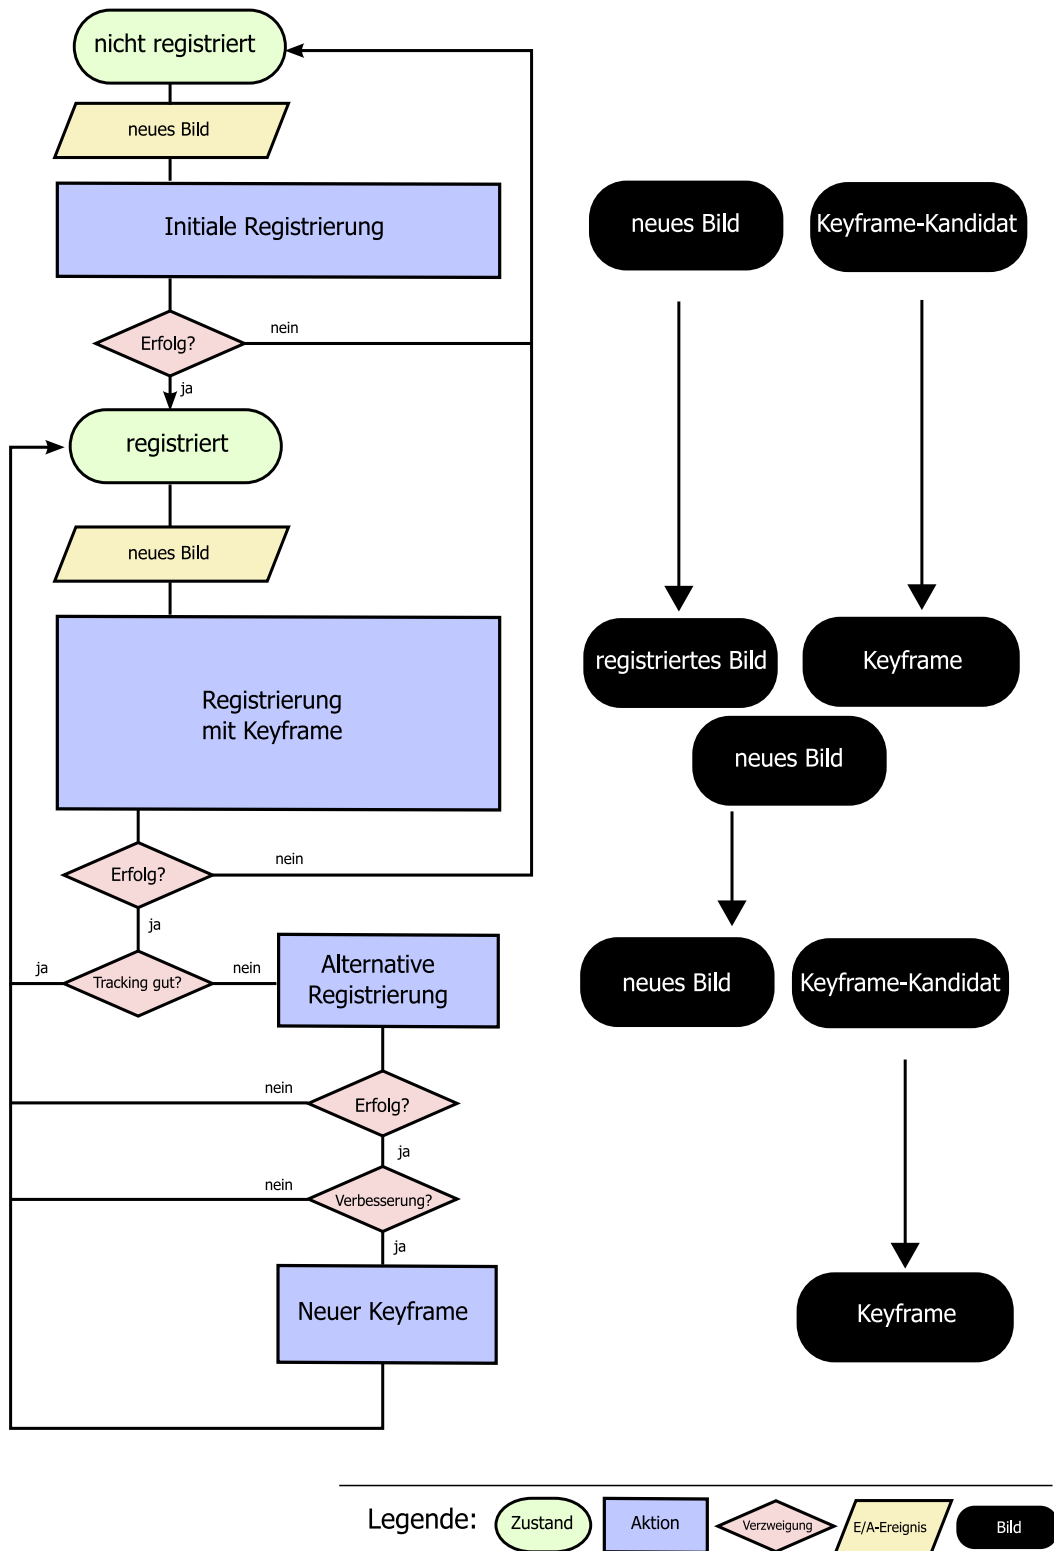 nicht registriert
neues Bild
Initiale Registrierung
neues Bild
Keyframe-Kandidat
Erfolg?
nein
ja
registriert
neues Bild
Registrierung
mit Keyframe
registriertes Bild
Keyframe
neues Bild
Erfolg?
nein
ja
Tracking gut?
ja
nein
Alternative
Registrierung
neues Bild
Keyframe-Kandidat
Erfolg?
nein
ja
Verbesserung?
nein
ja
Neuer Keyframe
Keyframe
Legende:
Zustand
Aktion
Verzweigung
E/A-Ereignis
Bild